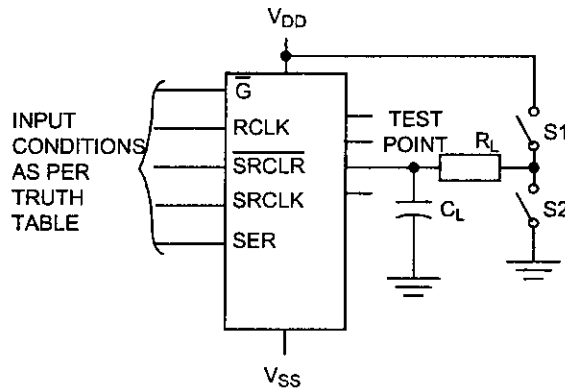 VDD
INPUT
CONDITIONS
AS PER
TRUTH
TABLE
G
RCLK
SRCLR
SRCLK
SER
TEST
POINT
RL
CL
S1
S2
VSS